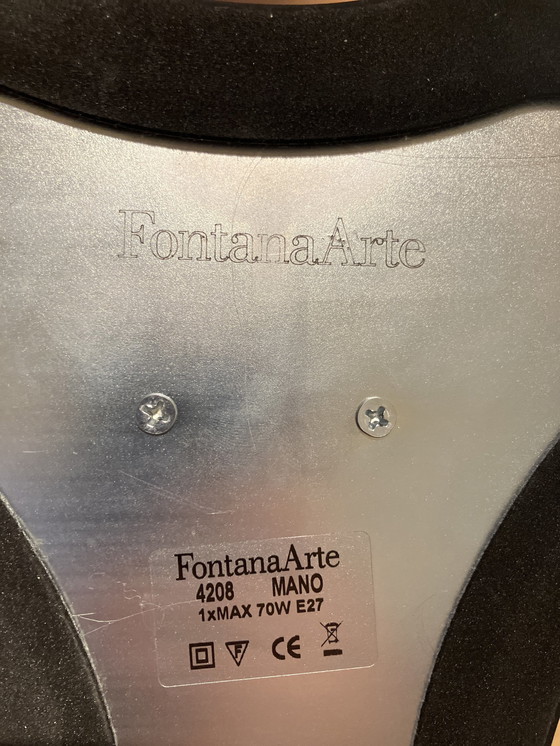 FontanaArte
FontanaArte
4208 MANO
1xMAX 70W E27
F CE